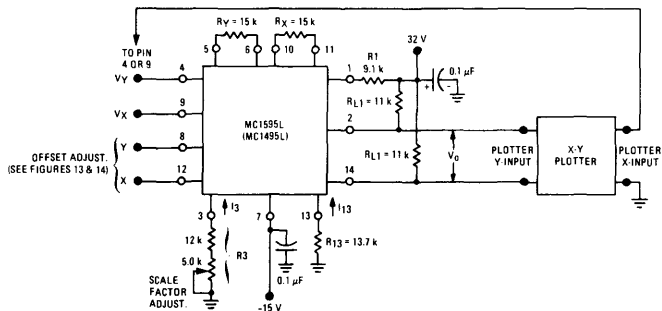 RY = 15 k
RX = 15 k
TO PIN
4 OR 9
5
6
10
11
32 V
VY
4
1
R1
9.1 k
0.1 µF
+
-
RL1 = 11 k
VX
9
MC1595L
(MC1495L)
2
OFFSET ADJUST.
(SEE FIGURES 13 & 14)
Y
8
RL1 = 11 k
Vo
PLOTTER
Y-INPUT
X-Y
PLOTTER
PLOTTER
X-INPUT
X
12
14
3
I3
7
13
I13
12 k
R3
5.0 k
R13 = 13.7 k
0.1 µF
SCALE
FACTOR
ADJUST.
-15 V